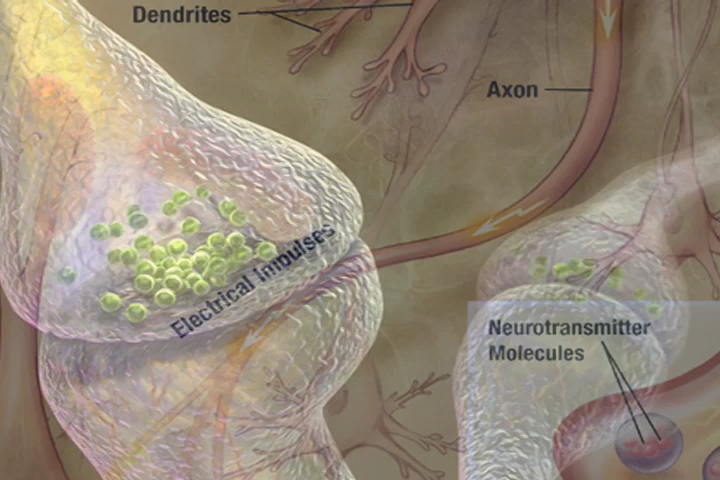 Dendrites
Axon
Electrical Impulses
Neurotransmitter
Molecules